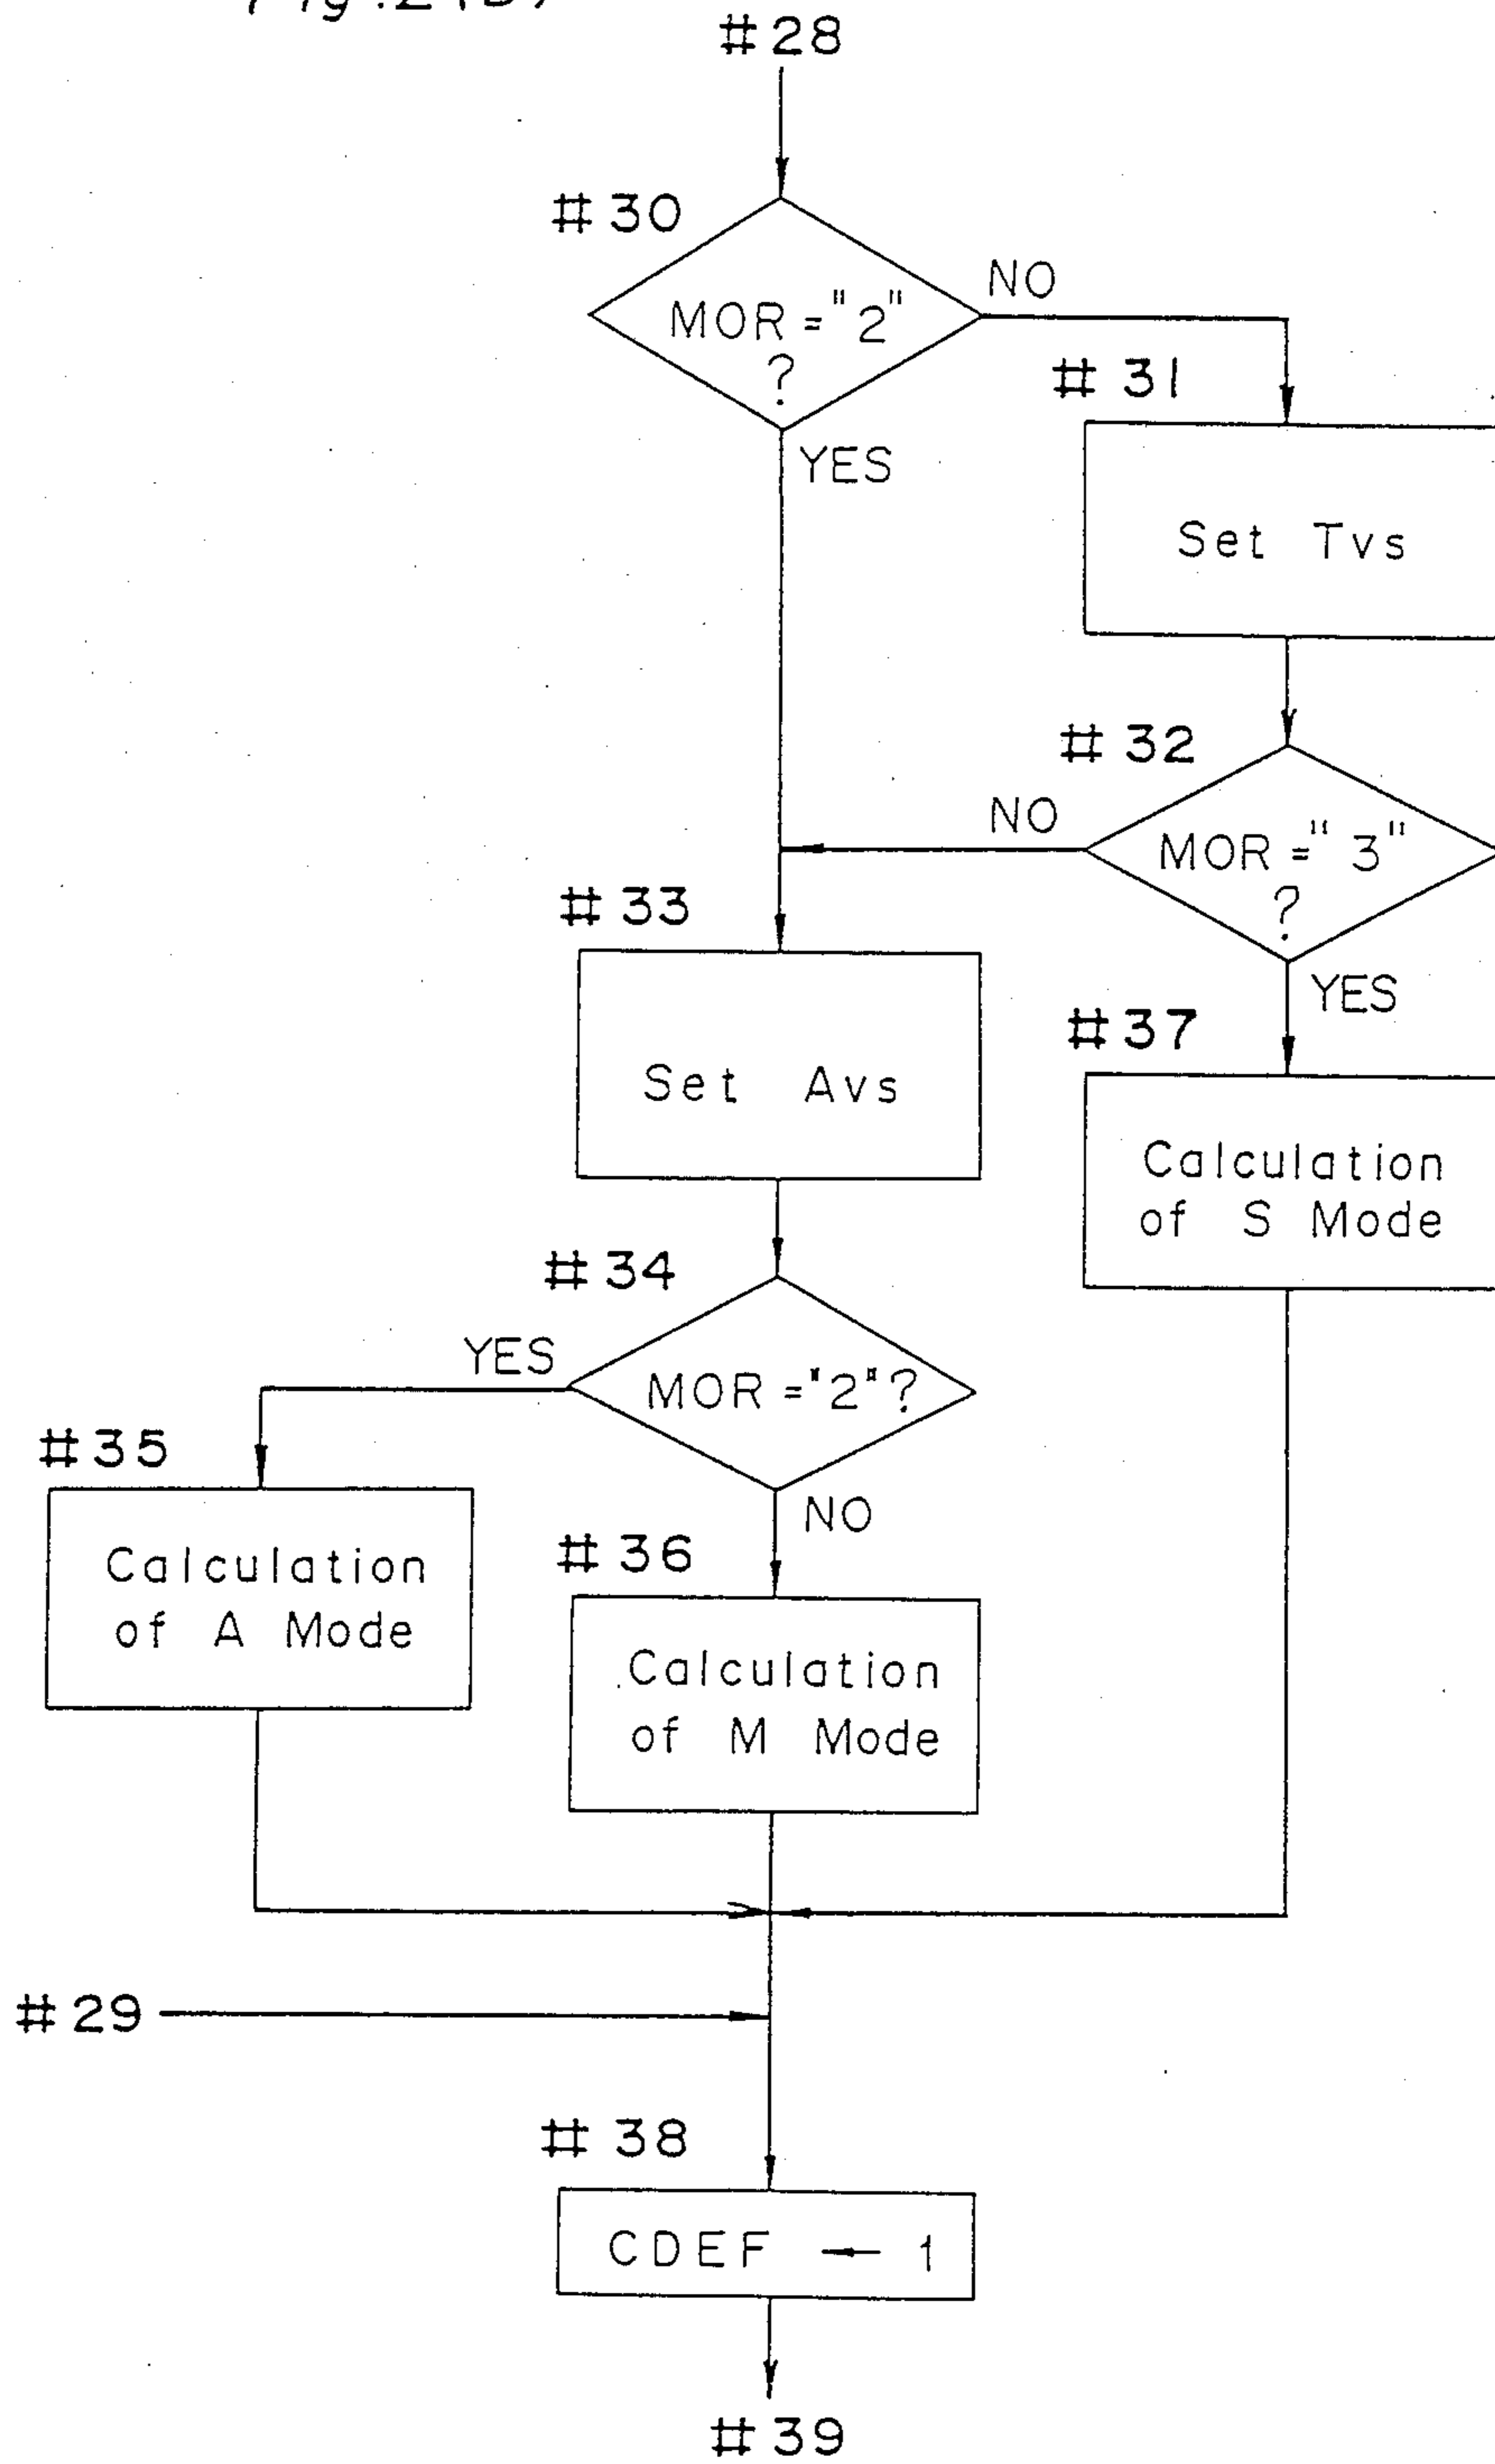 #28
#30
MOR="2"
?
NO
YES
#31
Set Tvs
#32
MOR="3"
?
NO
YES
#33
Set Avs
#37
Calculation
of S Mode
#34
MOR="2"?
YES
NO
#35
Calculation
of A Mode
#36
Calculation
of M Mode
#29
#38
CDEF ← 1
#39